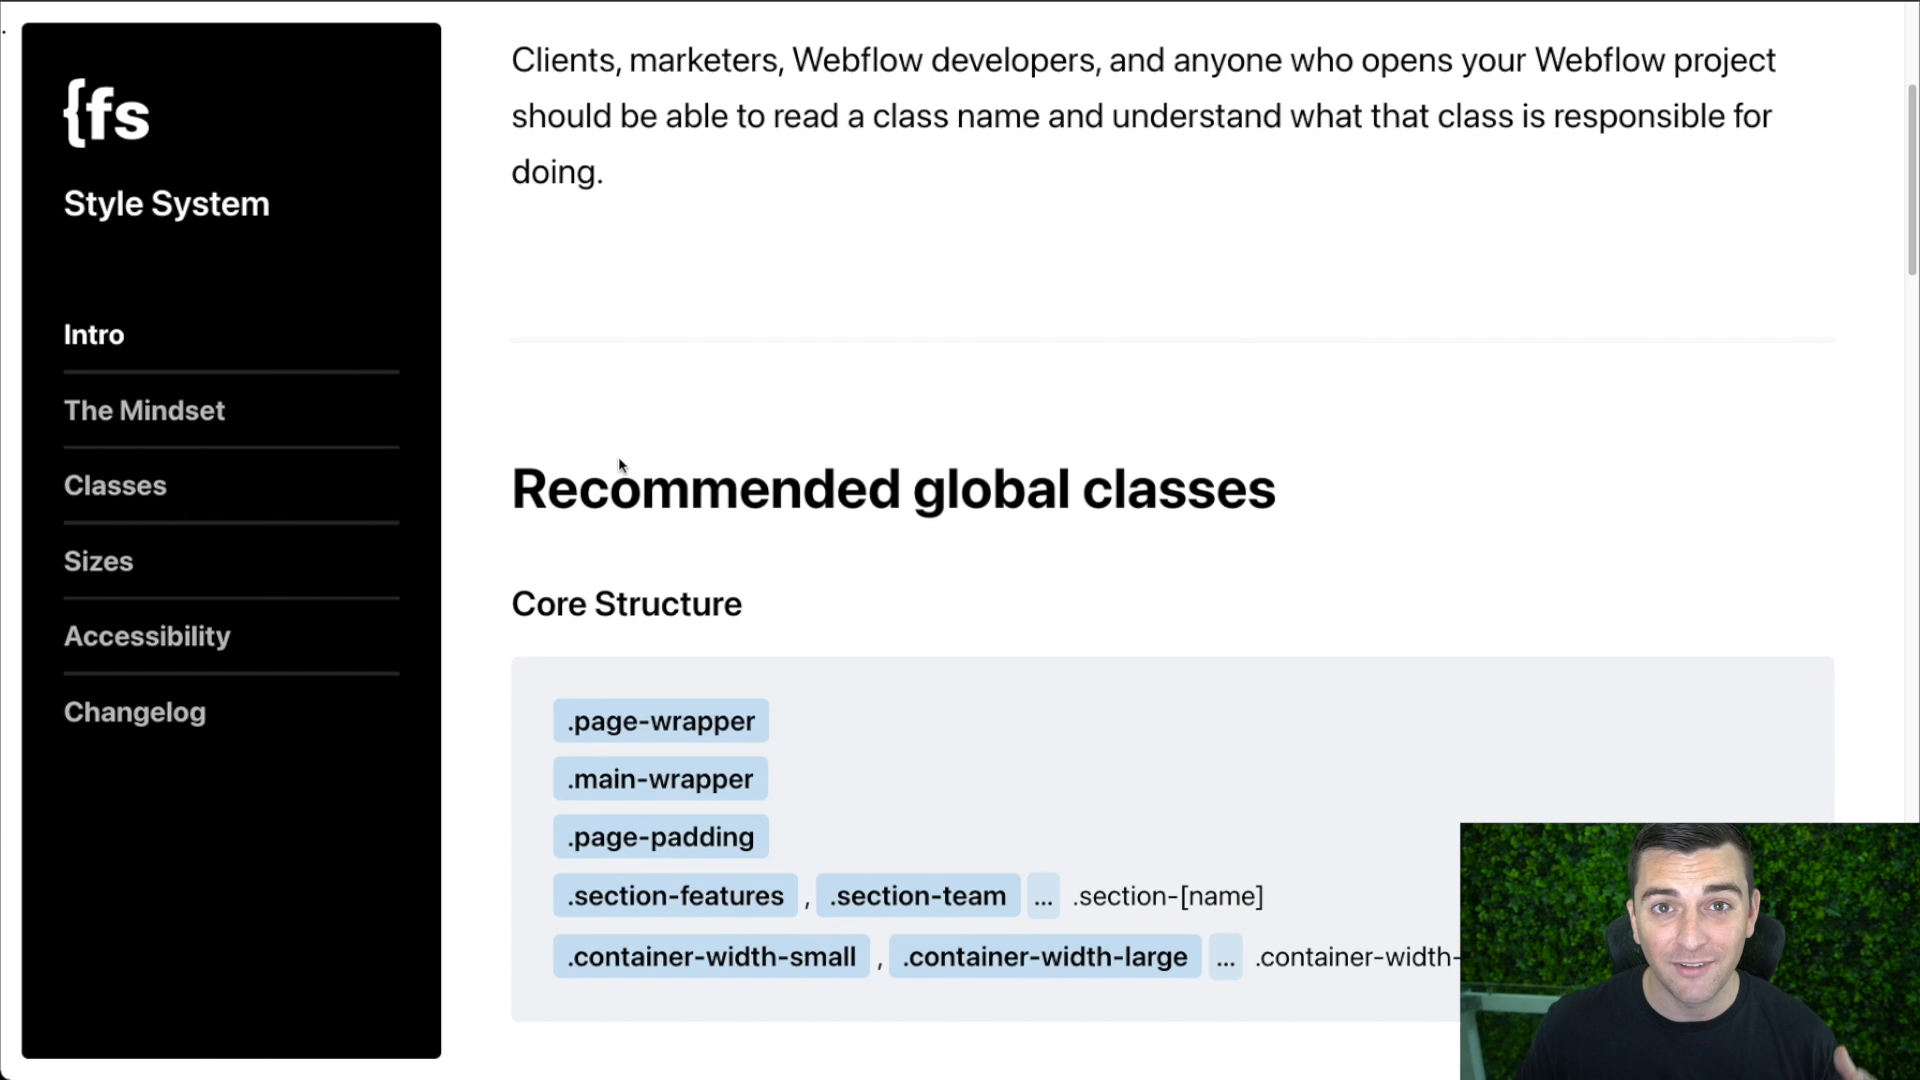 {fs
Style System
Intro
The Mindset
Classes
Sizes
Accessibility
Changelog
Clients, marketers, Webflow developers, and anyone who opens your Webflow project
should be able to read a class name and understand what that class is responsible for
doing.
Recommended global classes
Core Structure
.page-wrapper
.main-wrapper
.page-padding
.section-features , .section-team ... .section-[name]
.container-width-small , .container-width-large ... .container-width-